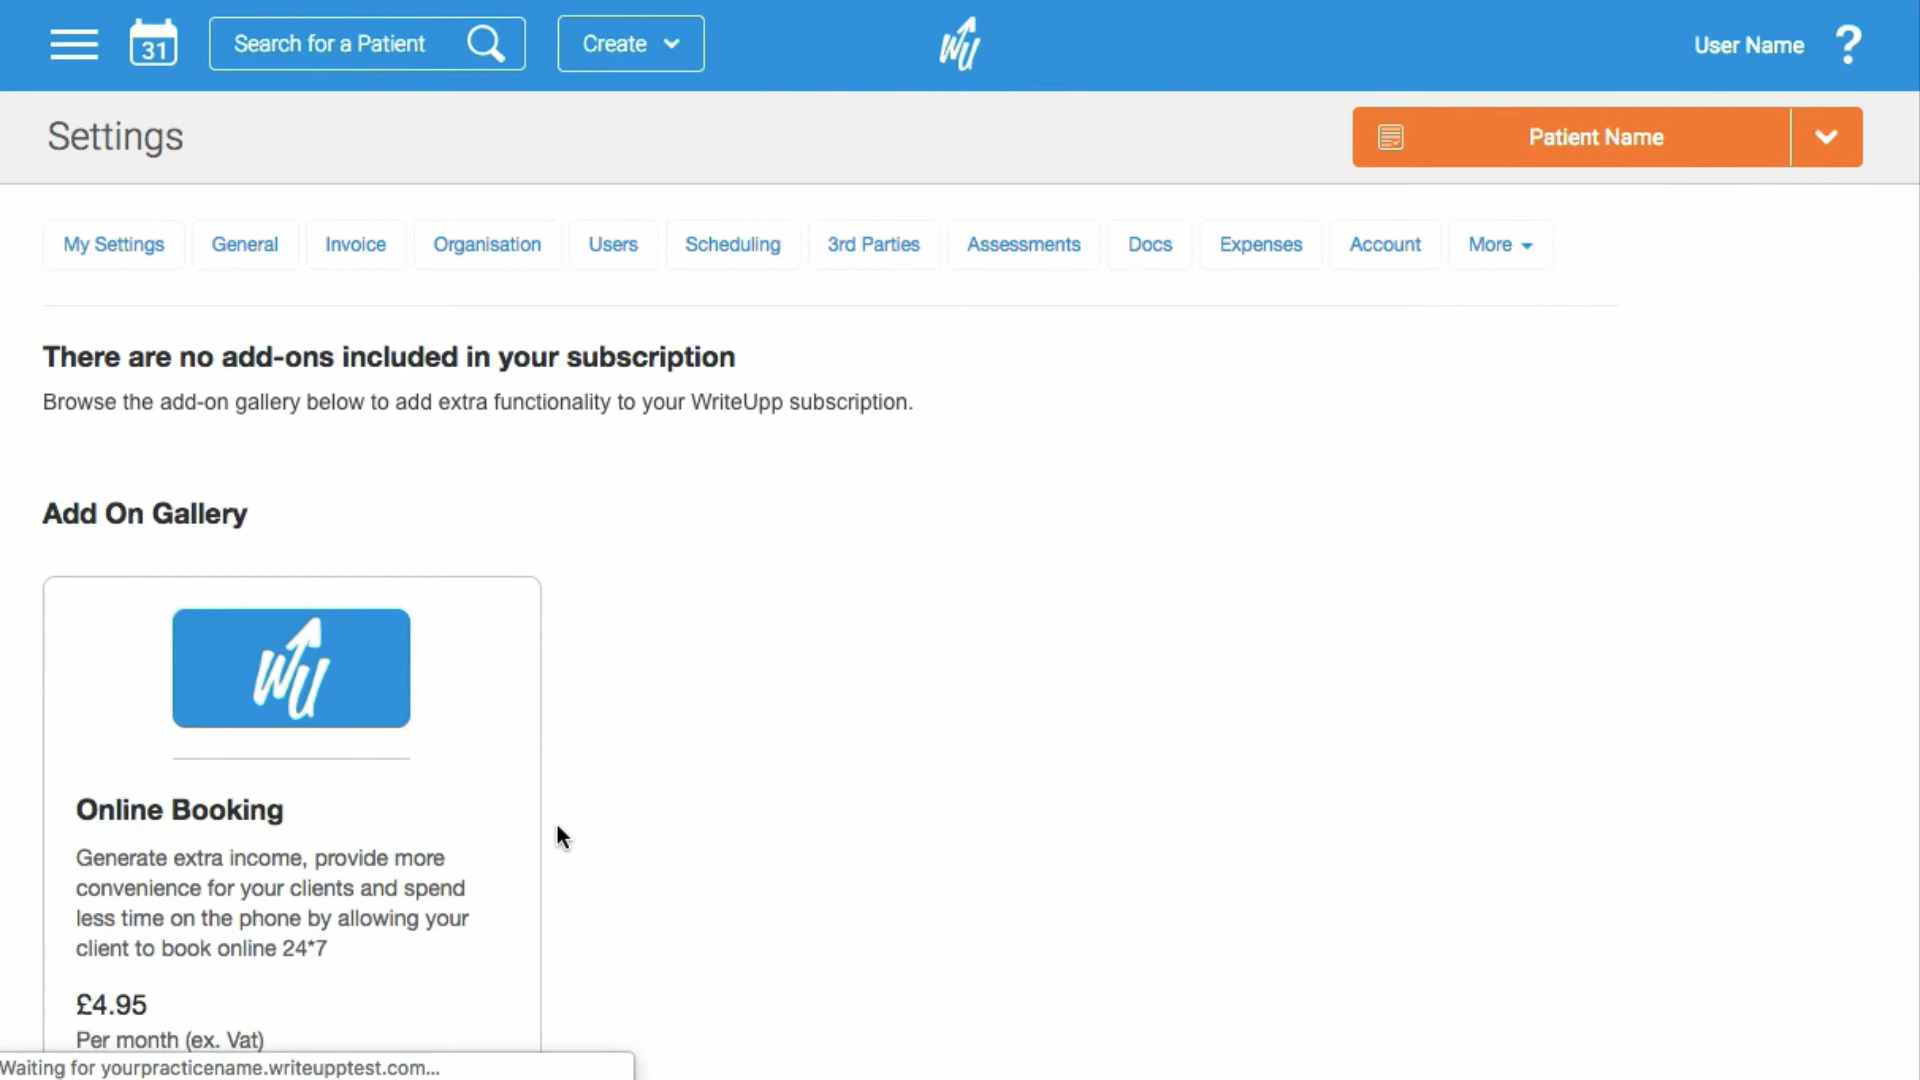 31
Search for a Patient
Create
WU
User Name
?
Settings
Patient Name
My Settings
General
Invoice
Organisation
Users
Scheduling
3rd Parties
Assessments
Docs
Expenses
Account
More
There are no add-ons included in your subscription
Browse the add-on gallery below to add extra functionality to your WriteUpp subscription.
Add On Gallery
WU
Online Booking
Generate extra income, provide more
convenience for your clients and spend
less time on the phone by allowing your
client to book online 24*7
£4.95
Per month (ex. Vat)
Waiting for yourpracticename.writeupptest.com...